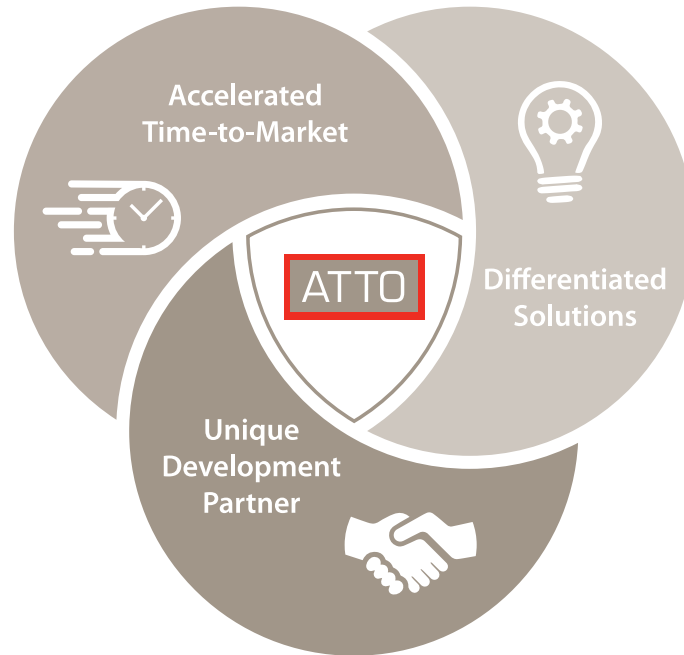 Accelerated
Time-to-Market
Differentiated
Solutions
ATTO
Unique
Development
Partner